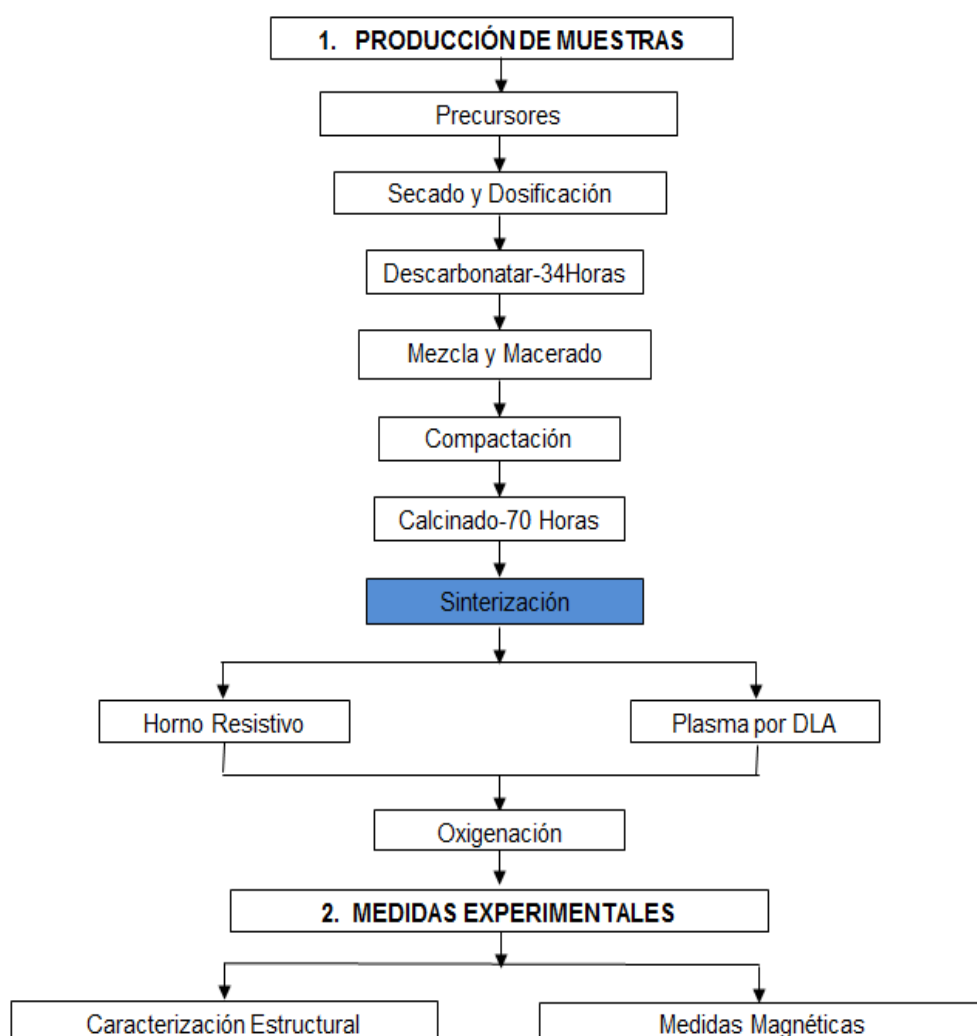 1. PRODUCCIÓN DE MUESTRAS
Precursores
Secado y Dosificación
Descarbonatar-34Horas
Mezcla y Macerado
Compactación
Calcinado-70 Horas
Sinterización
Horno Resistivo
Plasma por DLA
Oxigenación
2. MEDIDAS EXPERIMENTALES
Caracterización Estructural
Medidas Magnéticas